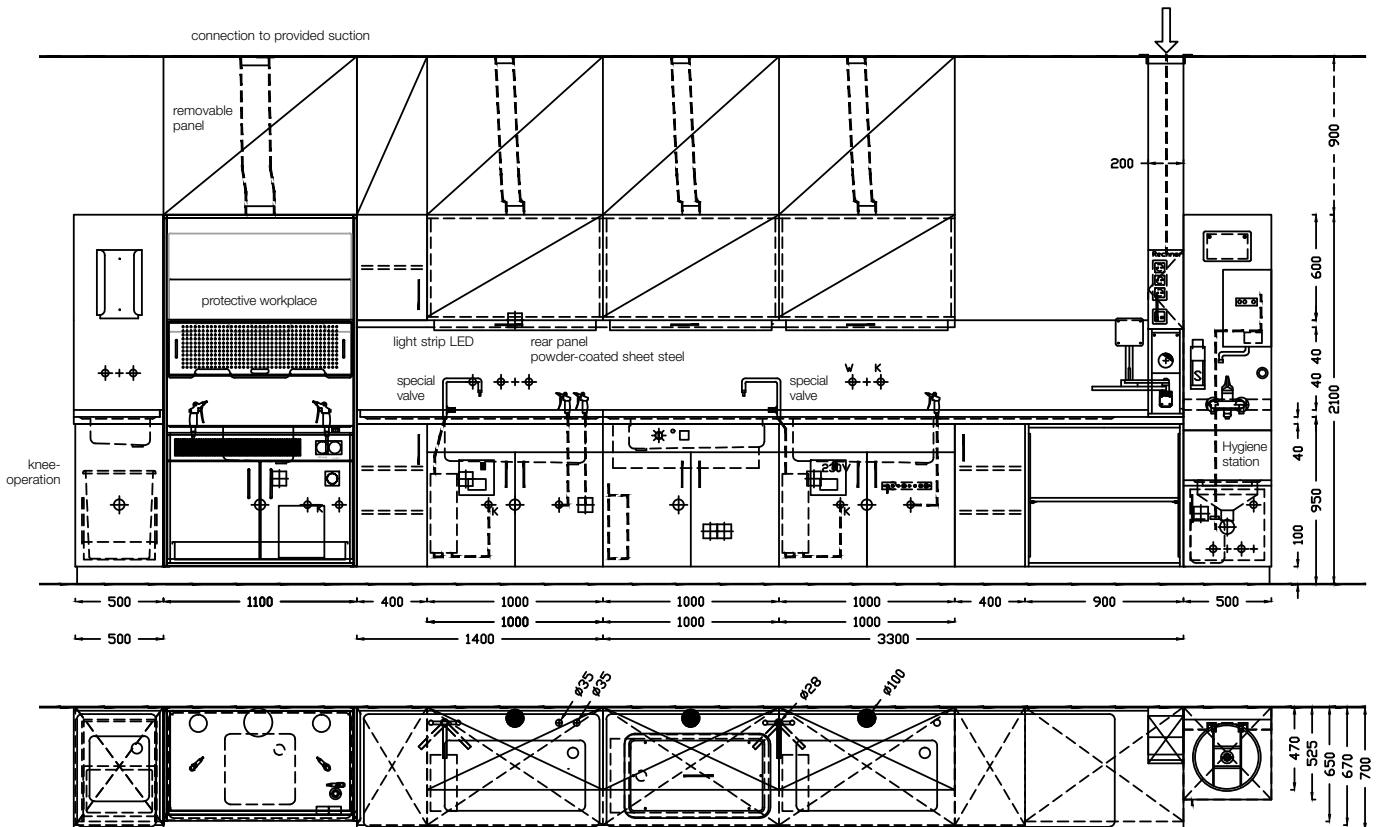 connection to provided suction
removable
panel
200
900
Rechner
protective workplace
600
light strip LED
rear panel
powder-coated sheet steel
40
special
valve
special
valve
W K
40
2100
S
knee-
operation
230V
Hygiene
station
40
950
K
K
K
100
500
1100
400
1000
1000
1000
400
900
500
1000
1000
1000
500
1400
3300
ø35
ø35
ø28
ø100
470
525
650
670
700